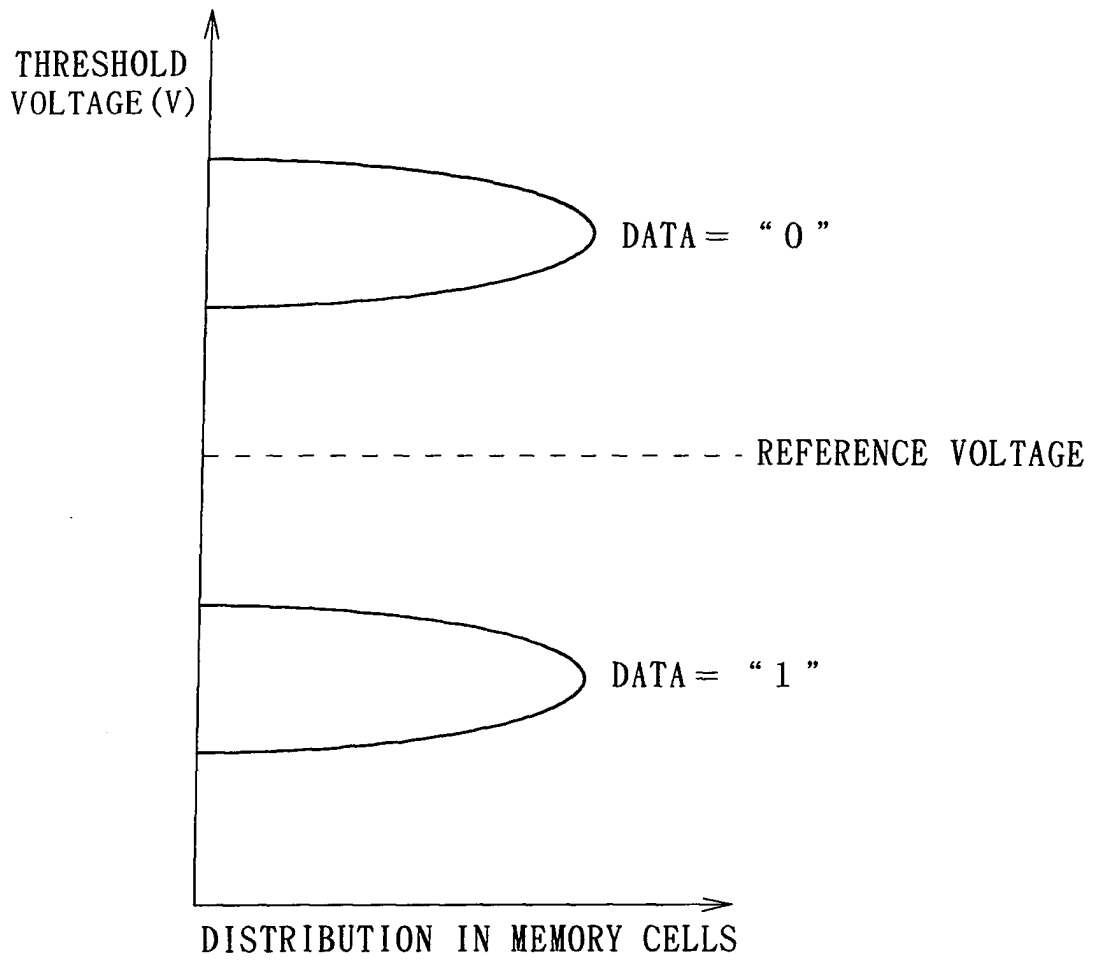 THRESHOLD
VOLTAGE(V)
DATA= “0”
REFERENCE VOLTAGE
DATA= “1”
DISTRIBUTION IN MEMORY CELLS